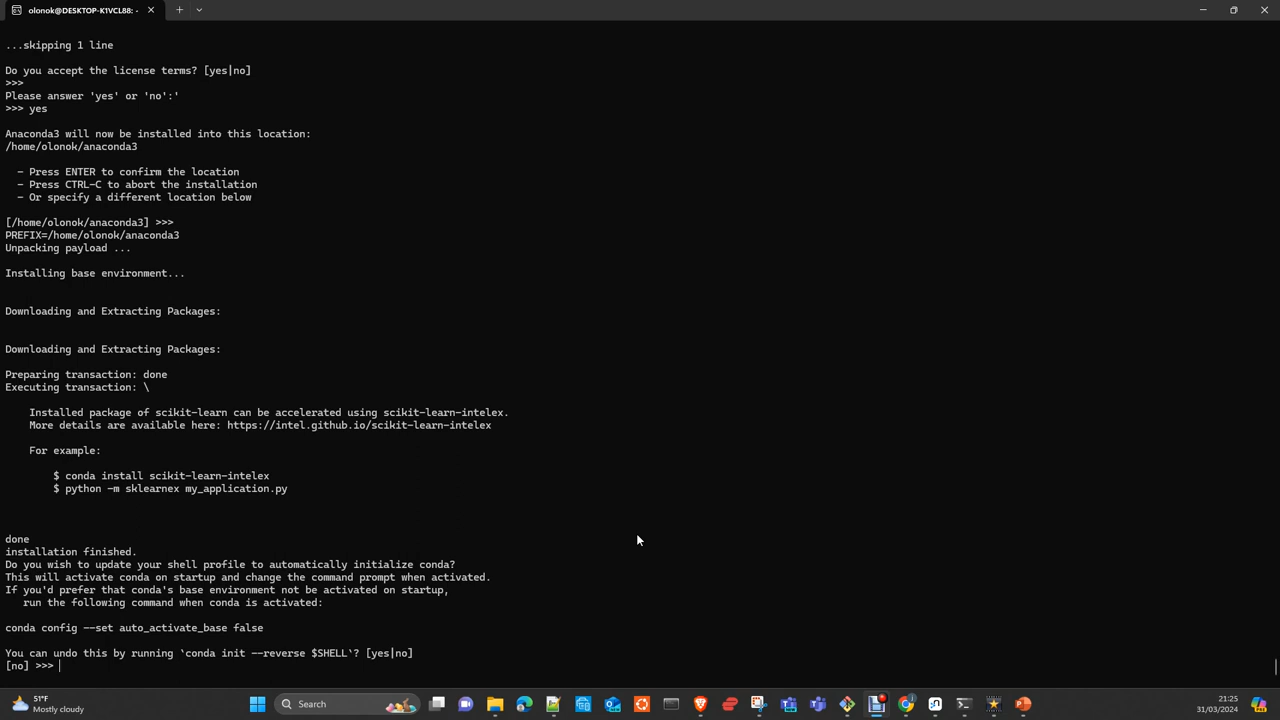 olonok@DESKTOP-K1VCL88: -
...skipping 1 line
Do you accept the license terms? [yes|no]
>>>
Please answer 'yes' or 'no':'
>>> yes
Anaconda3 will now be installed into this location:
/home/olonok/anaconda3
- Press ENTER to confirm the location
- Press CTRL-C to abort the installation
- Or specify a different location below
[/home/olonok/anaconda3] >>>
PREFIX=/home/olonok/anaconda3
Unpacking payload ...
Installing base environment...
Downloading and Extracting Packages:
Downloading and Extracting Packages:
Preparing transaction: done
Executing transaction: \
Installed package of scikit-learn can be accelerated using scikit-learn-intelex.
More details are available here: https://intel.github.io/scikit-learn-intelex
For example:
$ conda install scikit-learn-intelex
$ python -m sklearnex my_application.py
done
installation finished.
Do you wish to update your shell profile to automatically initialize conda?
This will activate conda on startup and change the command prompt when activated.
If you'd prefer that conda's base environment not be activated on startup,
run the following command when conda is activated:
conda config --set auto_activate_base false
You can undo this by running `conda init --reverse $SHELL`? [yes|no]
[no] >>>
51°F
Mostly cloudy
Search
21:25
31/03/2024